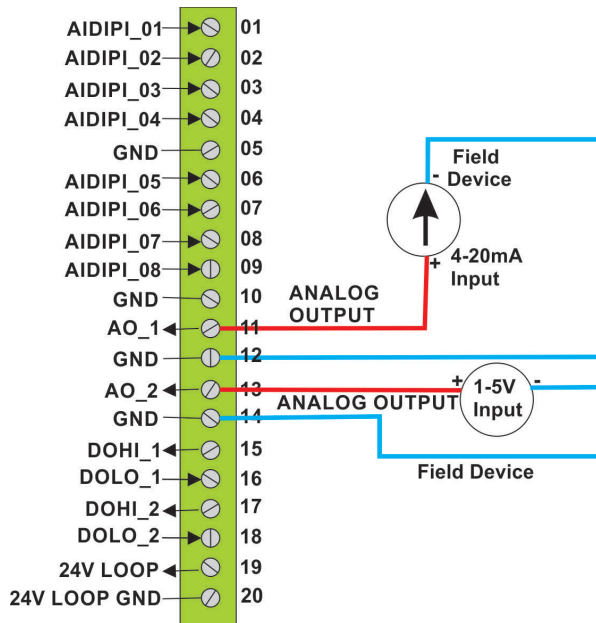 AIDIPI_01 01
AIDIPI_02 02
AIDIPI_03 03
AIDIPI_04 04
GND 05
AIDIPI_05 06
AIDIPI_06 07
AIDIPI_07 08
AIDIPI_08 09
GND 10
AO_1 11
GND 12
AO_2 13
GND 14
DOHI_1 15
DOLO_1 16
DOHI_2 17
DOLO_2 18
24V LOOP 19
24V LOOP GND 20
Field
- Device
+ 4-20mA
Input
ANALOG
OUTPUT
+ 1-5V -
Input
ANALOG OUTPUT
Field Device